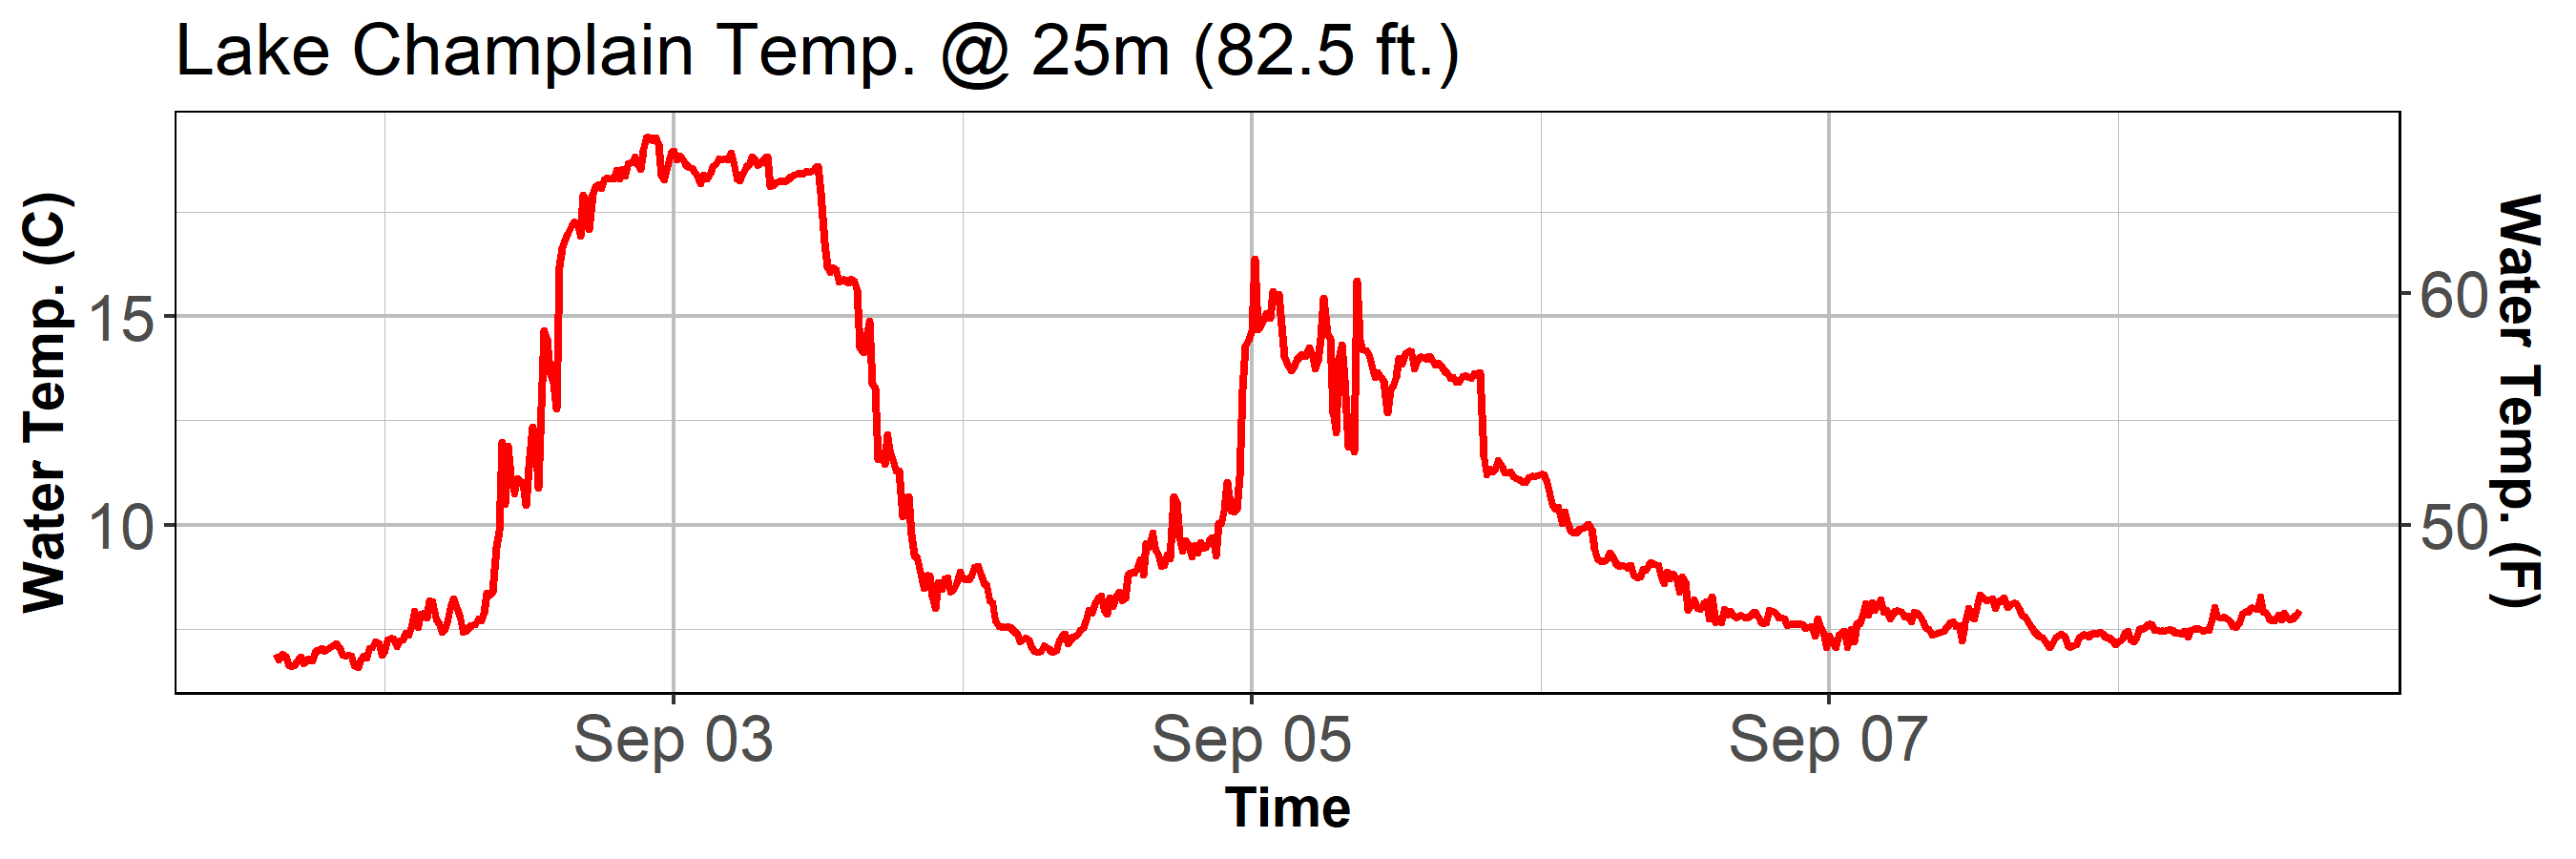 Lake Champlain Temp. @ 25m (82.5 ft.)
Water Temp. (C)
15
10
60
50
Water Temp. (F)
Sep 03
Sep 05
Sep 07
Time